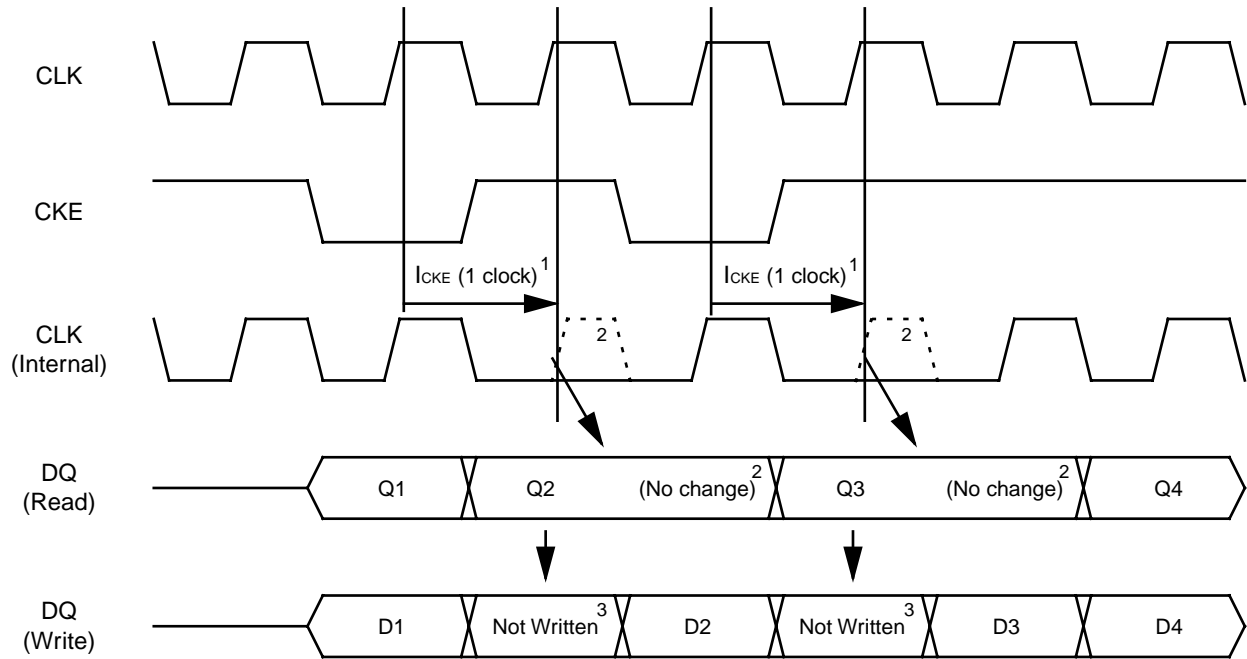 CLK
CKE
ICKE (1 clock)1 ICKE (1 clock)1
CLK
(Internal)
2 2
DQ
(Read)
Q1 Q2 (No change)2 Q3 (No change)2 Q4
DQ
(Write)
D1 Not Written3 D2 Not Written3 D3 D4